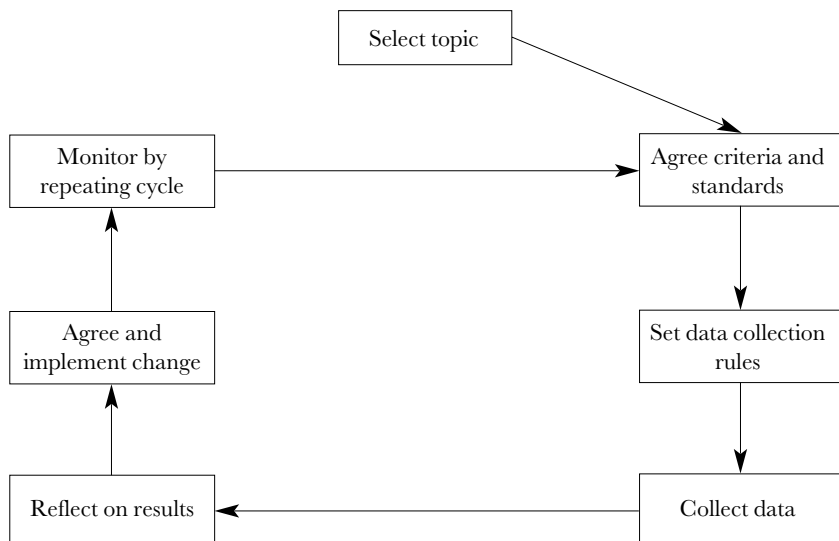 Select topic
Monitor by
repeating cycle
Agree criteria and
standards
Agree and
implement change
Set data collection
rules
Reflect on results
Collect data